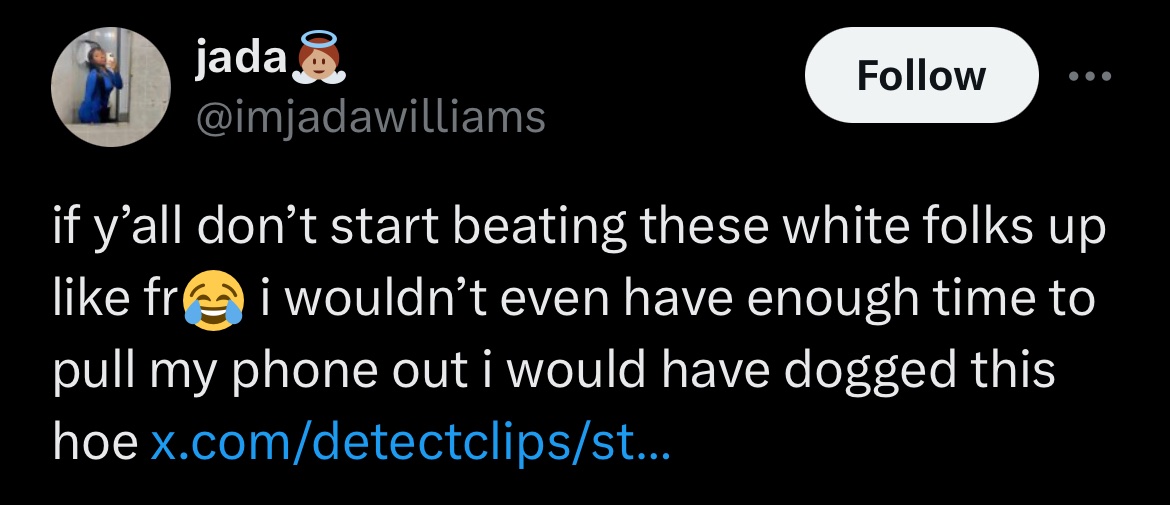 jada👼🏽
@imjadawilliams
Follow
if y’all don’t start beating these white folks up
like fr😂 i wouldn’t even have enough time to
pull my phone out i would have dogged this
hoe x.com/detectclips/st…